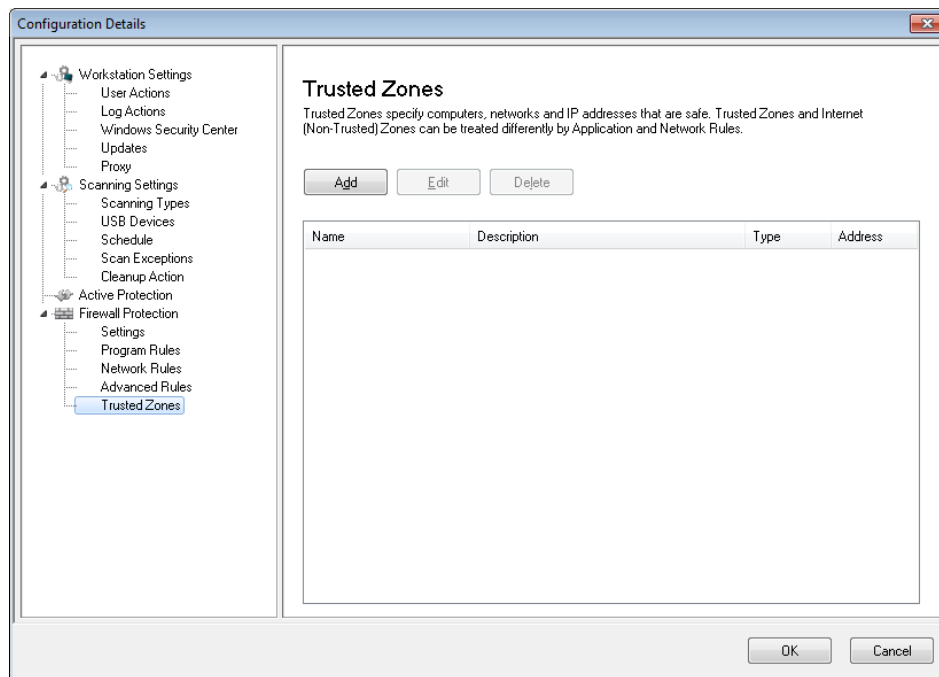 Configuration Details
Workstation Settings
User Actions
Log Actions
Windows Security Center
Updates
Proxy
Scanning Settings
Scanning Types
USB Devices
Schedule
Scan Exceptions
Cleanup Action
Active Protection
Firewall Protection
Settings
Program Rules
Network Rules
Advanced Rules
Trusted Zones
Trusted Zones
Trusted Zones specify computers, networks and IP addresses that are safe. Trusted Zones and Internet
(Non-Trusted) Zones can be treated differently by Application and Network Rules.
Add Edit Delete
Name Description Type Address
OK Cancel